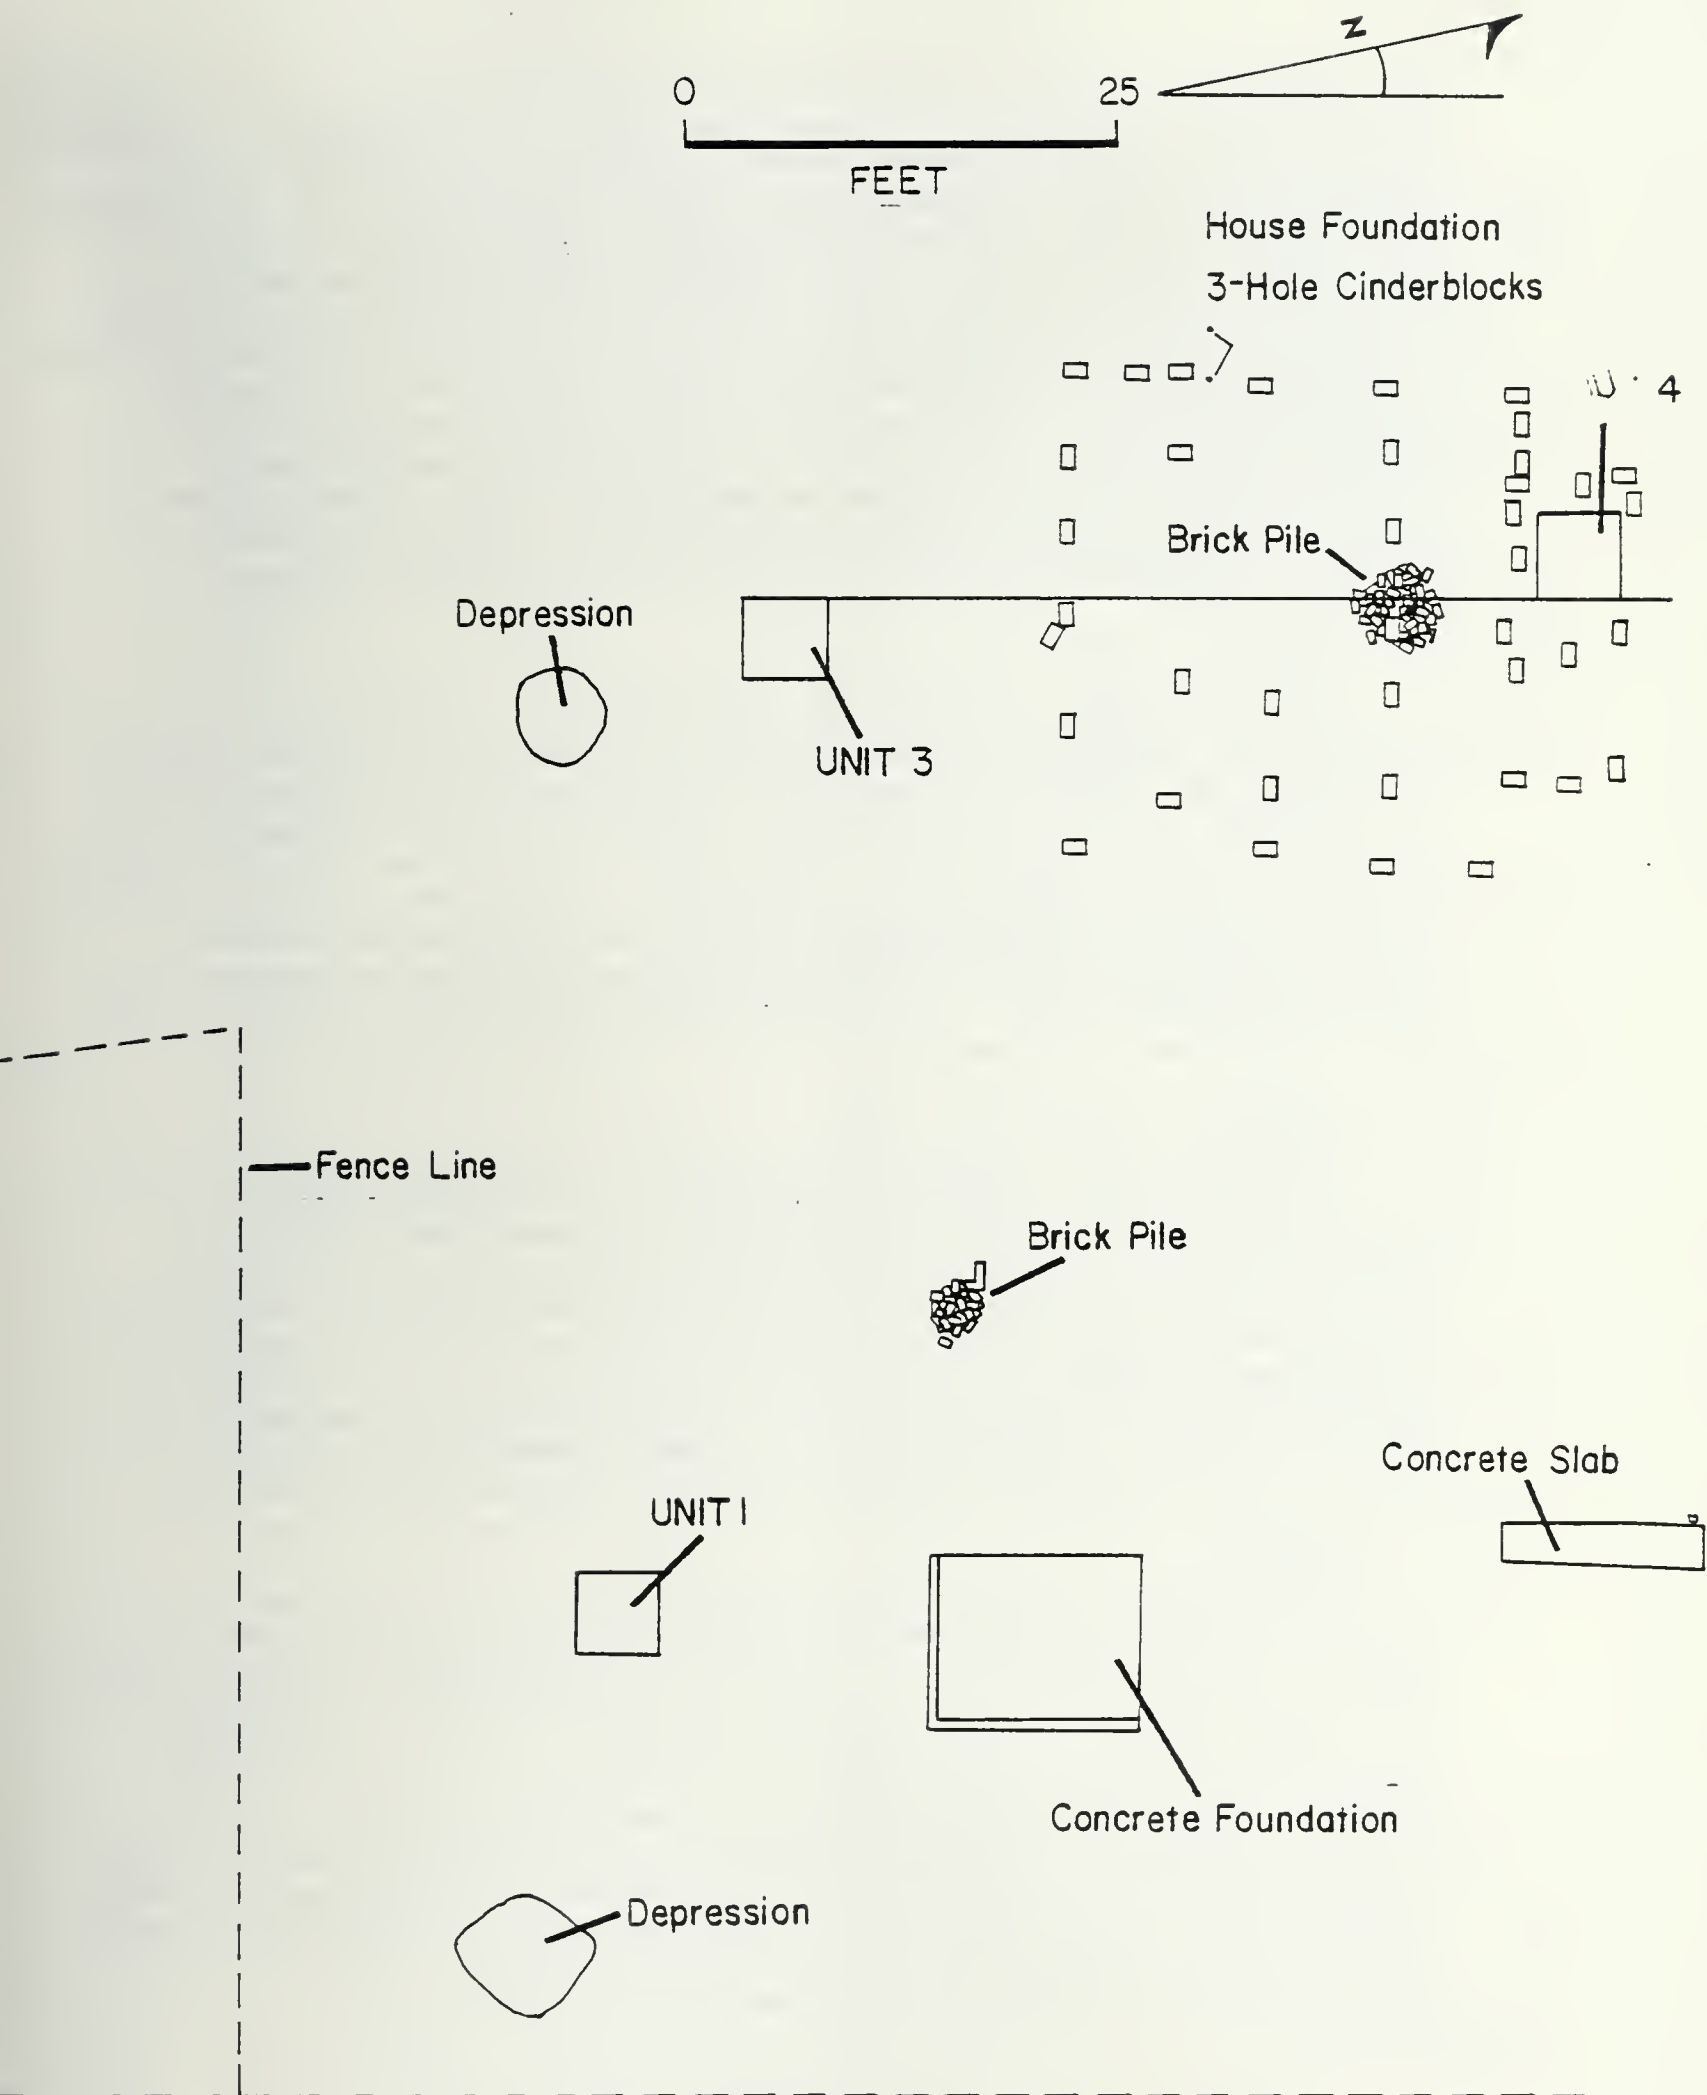 N
0 25
FEET
House Foundation
3-Hole Cinderblocks
4
Brick Pile
Depression
UNIT 3
Fence Line
Brick Pile
Concrete Slab
UNIT 1
Concrete Foundation
Depression